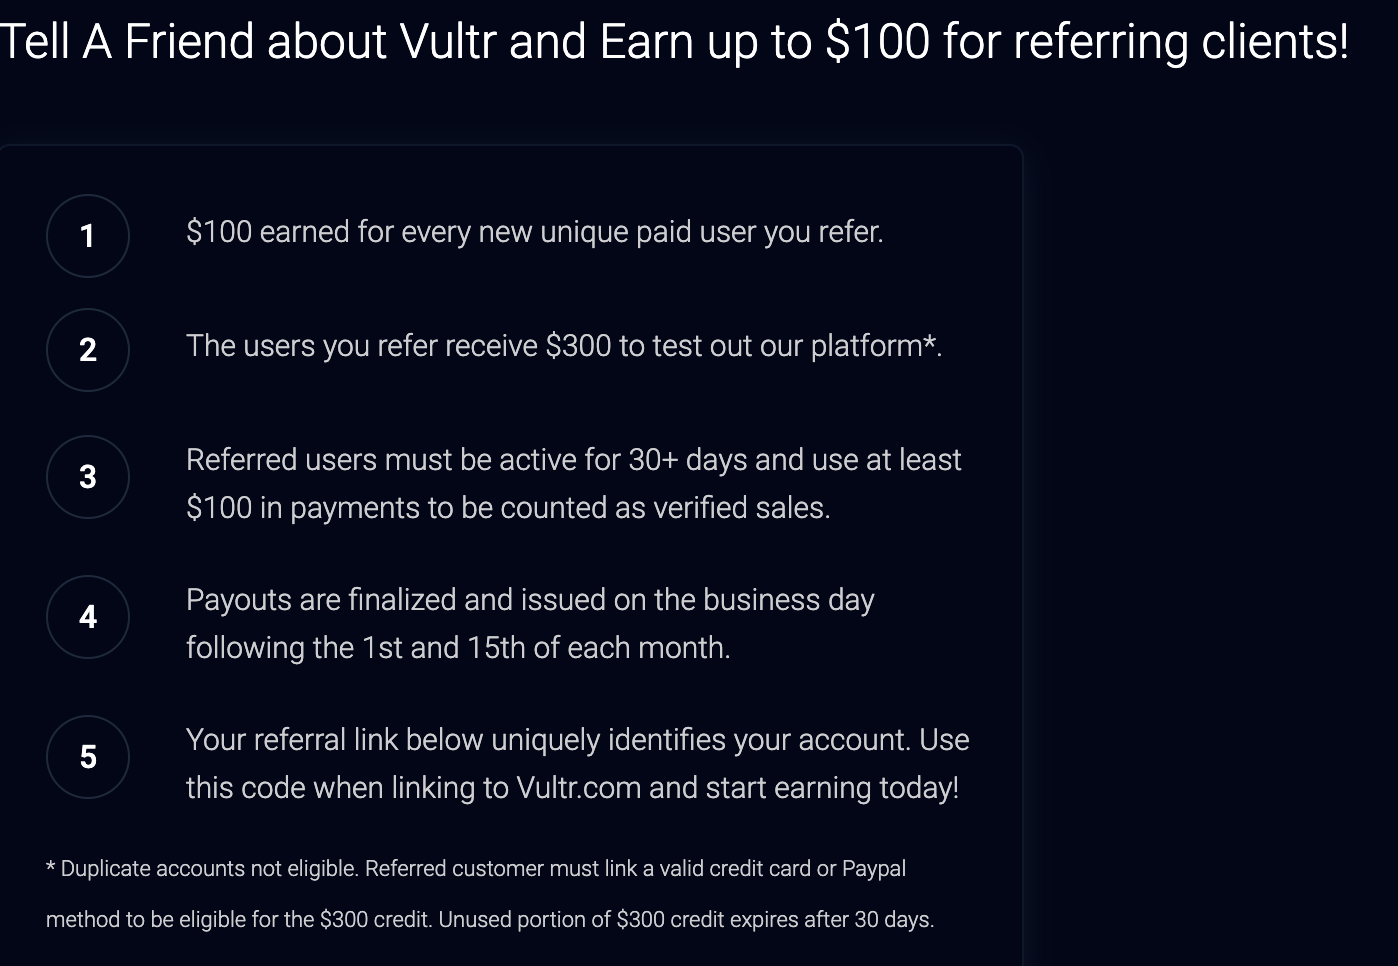 Tell A Friend about Vultr and Earn up to $100 for referring clients!
1
$100 earned for every new unique paid user you refer.
2
The users you refer receive $300 to test out our platform*.
3
Referred users must be active for 30+ days and use at least
$100 in payments to be counted as verified sales.
4
Payouts are finalized and issued on the business day
following the 1st and 15th of each month.
5
Your referral link below uniquely identifies your account. Use
this code when linking to Vultr.com and start earning today!
* Duplicate accounts not eligible. Referred customer must link a valid credit card or Paypal
method to be eligible for the $300 credit. Unused portion of $300 credit expires after 30 days.